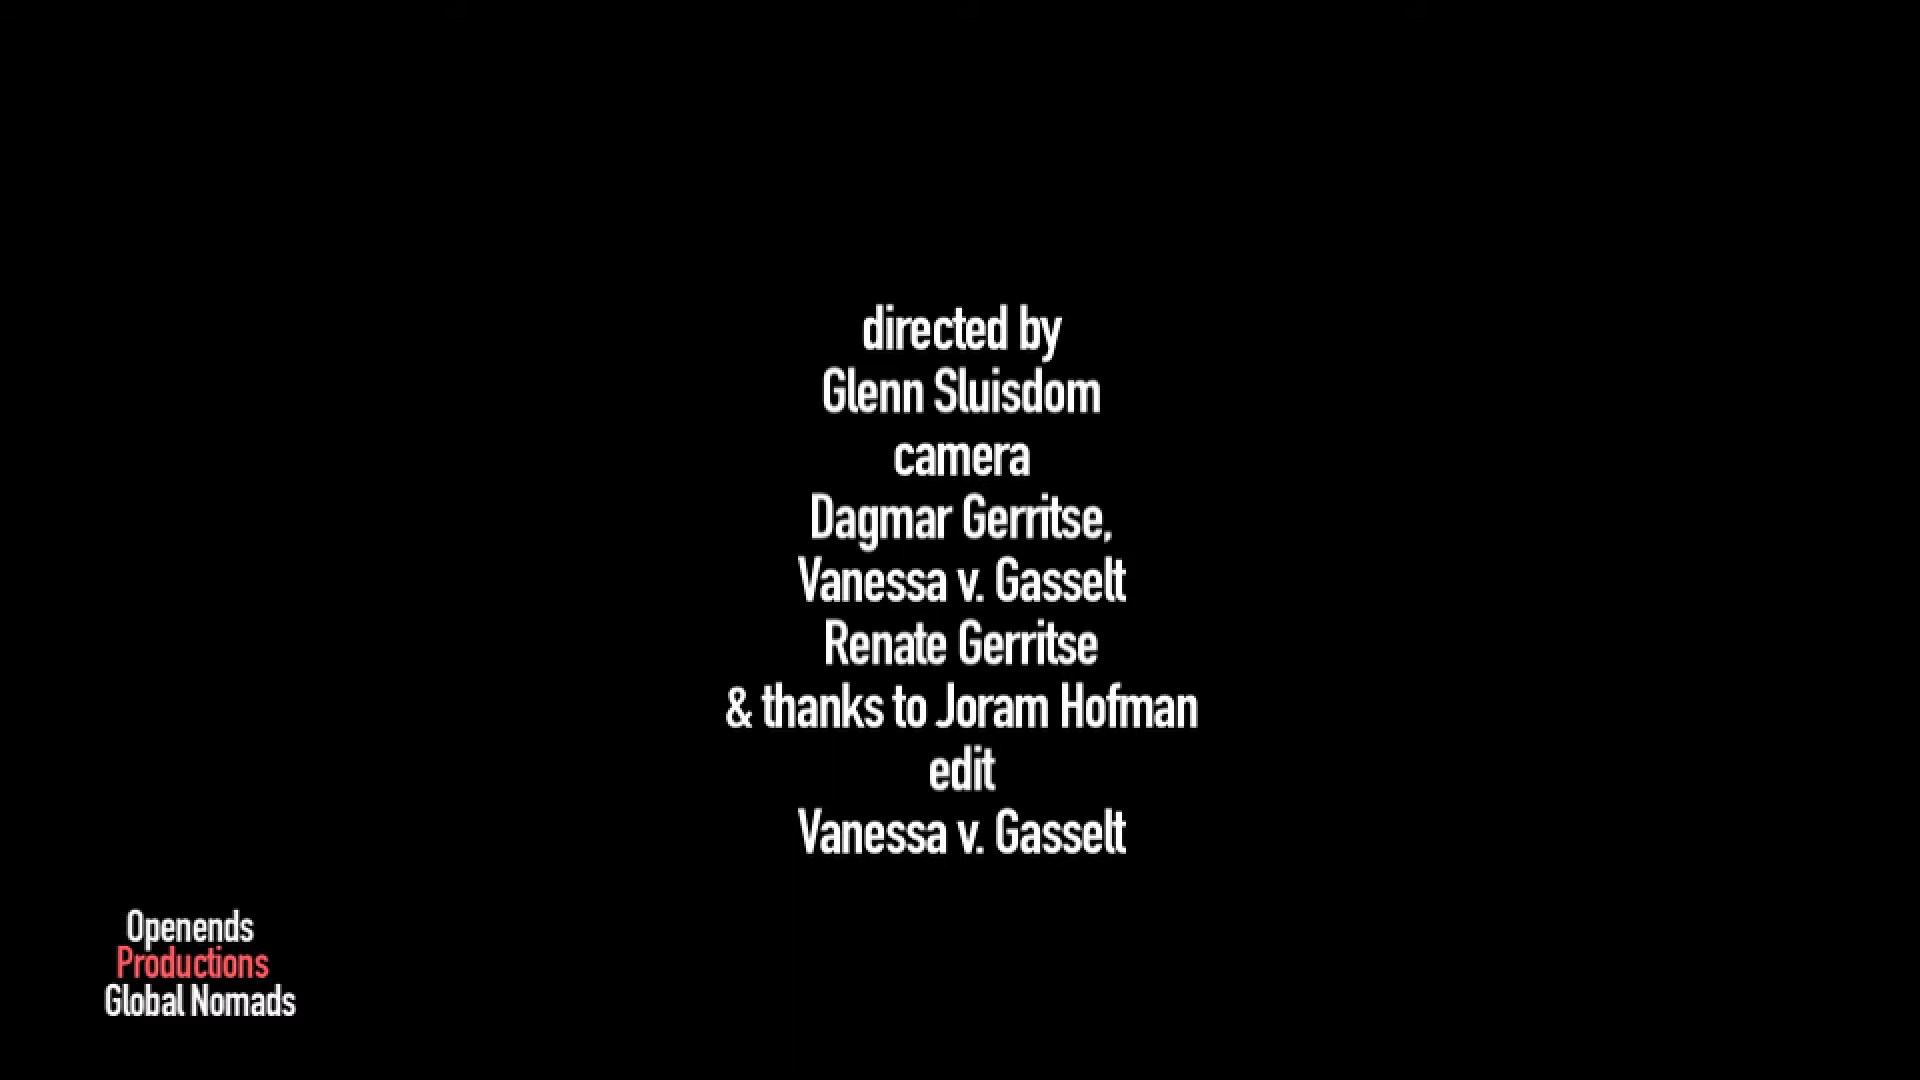 directed by
Glenn Sluisdom
camera
Dagmar Gerritse,
Vanessa v. Gasselt
Renate Gerritse
& thanks to Joram Hofman
edit
Vanessa v. Gasselt
Openends
Productions
Global Nomads